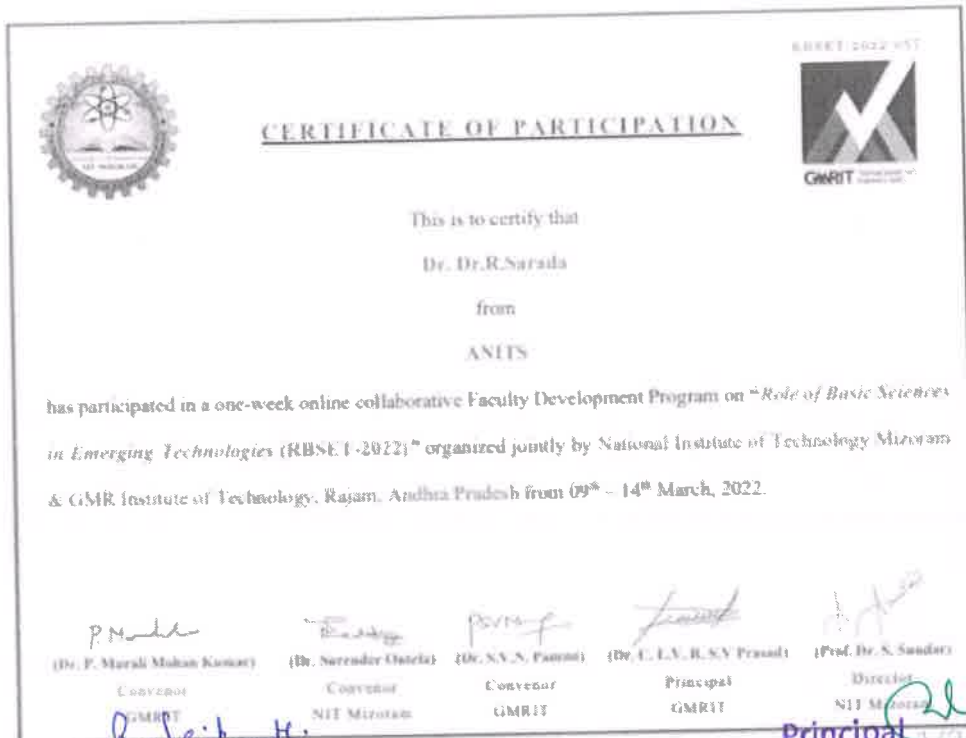 CERTIFICATE OF PARTICIPATION
GMRIT
This is to certify that
Dr. Dr.R.Sarada
from
ANITS
has participated in a one-week online collaborative Faculty Development Program on "Role of Basic Sciences
in Emerging Technologies (RBSET-2022)" organized jointly by National Institute of Technology Mizoram
& GMR Institute of Technology, Rajam, Andhra Pradesh from 09th – 14th March, 2022.
(Dr. P. Murali Mohan Kumar) (Dr. Surender Ontela) (Dr. S.V.N. Pammi) (Dr. C.L.V.R.S.V Prasad) (Prof. Dr. S. Sundar)
Convenor Convenor Convenor Principal Director
GMRIT NIT Mizoram GMRIT GMRIT NIT Mizoram
Principal